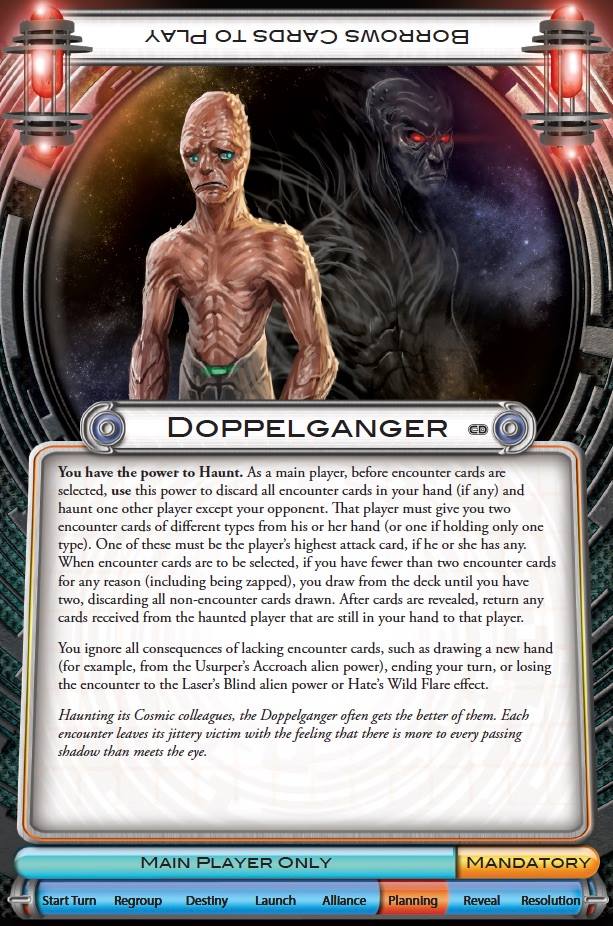 Borrows Cards to Play
Doppelganger CD
You have the power to Haunt. As a main player, before encounter cards are
selected, use this power to discard all encounter cards in your hand (if any) and
haunt one other player except your opponent. That player must give you two
encounter cards of different types from his or her hand (or one if holding only one
type). One of these must be the player's highest attack card, if he or she has any.
When encounter cards are to be selected, if you have fewer than two encounter cards
for any reason (including being zapped), you draw from the deck until you have
two, discarding all non-encounter cards drawn. After cards are revealed, return any
cards received from the haunted player that are still in your hand to that player.
You ignore all consequences of lacking encounter cards, such as drawing a new hand
(for example, from the Usurper's Accroach alien power), ending your turn, or losing
the encounter to the Laser's Blind alien power or Hate's Wild Flare effect.
Haunting its Cosmic colleagues, the Doppelganger often gets the better of them. Each
encounter leaves its jittery victim with the feeling that there is more to every passing
shadow than meets the eye.
Main Player Only Mandatory
Start Turn Regroup Destiny Launch Alliance Planning Reveal Resolution